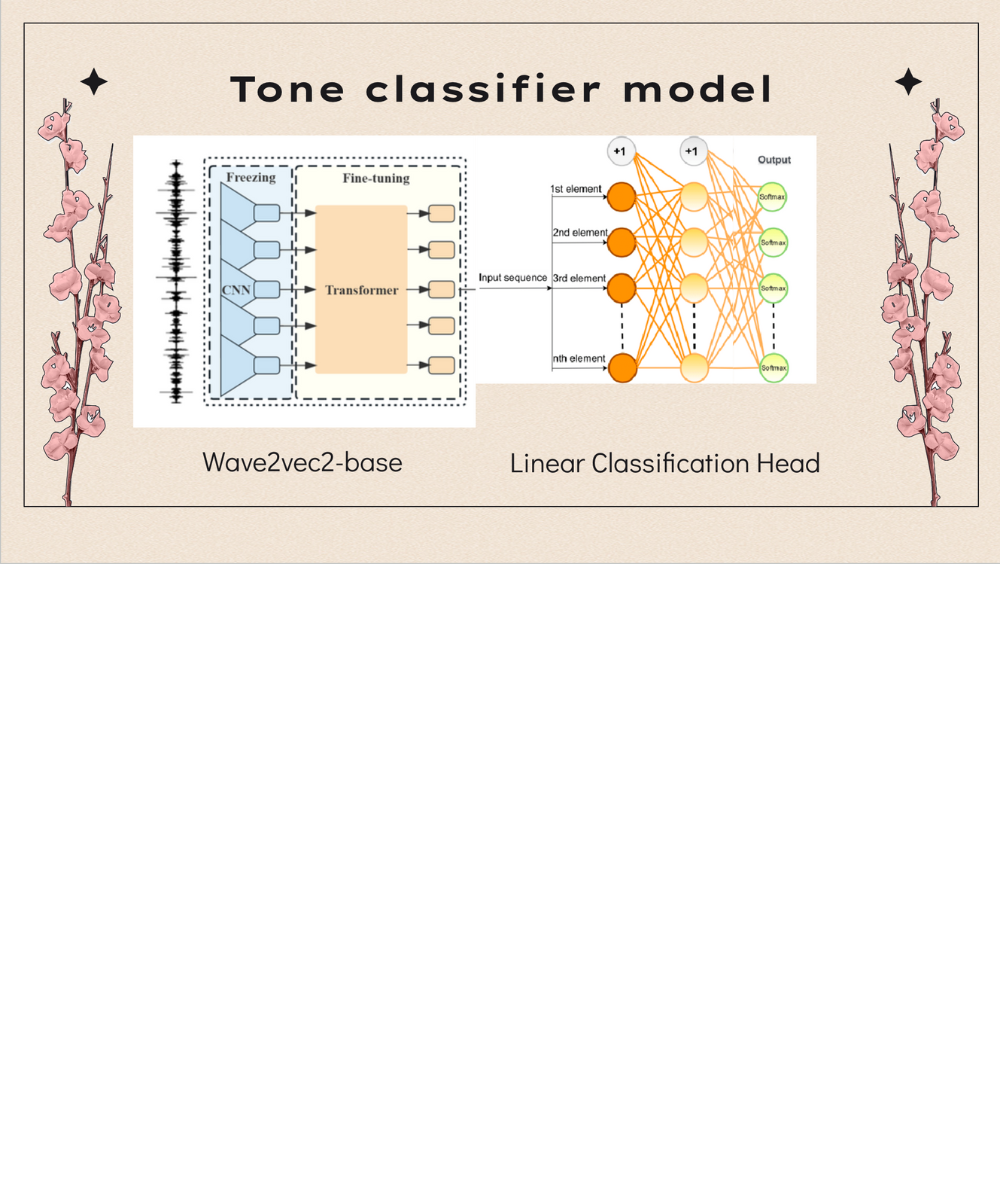 Tone classifier model
Freezing
Fine-tuning
CNN
Transformer
Input sequence
1st element
2nd element
3rd element
nth element
+1
+1
Output
Softmax
Softmax
Softmax
Softmax
Wave2vec2-base
Linear Classification Head